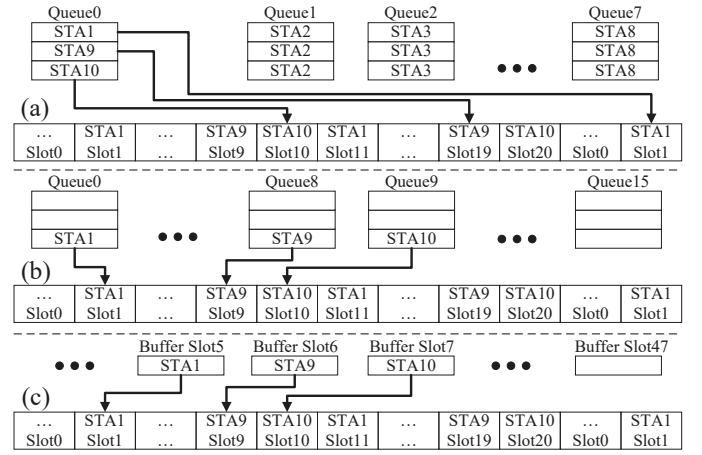 Queue0 Queue1 Queue2 Queue7
STA1 STA2 STA3 STA8
STA9 STA2 STA3 STA8
STA10 STA2 STA3 STA8
(a)
… STA1 … STA9 STA10 STA1 … STA9 STA10 … STA1
Slot0 Slot1 … Slot9 Slot10 Slot11 … Slot19 Slot20 Slot0 Slot1
Queue0 Queue8 Queue9 Queue15
STA1 STA9 STA10
(b)
… STA1 … STA9 STA10 STA1 … STA9 STA10 … STA1
Slot0 Slot1 … Slot9 Slot10 Slot11 … Slot19 Slot20 Slot0 Slot1
Buffer Slot5 Buffer Slot6 Buffer Slot7 Buffer Slot47
STA1 STA9 STA10
(c)
… STA1 … STA9 STA10 STA1 … STA9 STA10 … STA1
Slot0 Slot1 … Slot9 Slot10 Slot11 … Slot19 Slot20 Slot0 Slot1